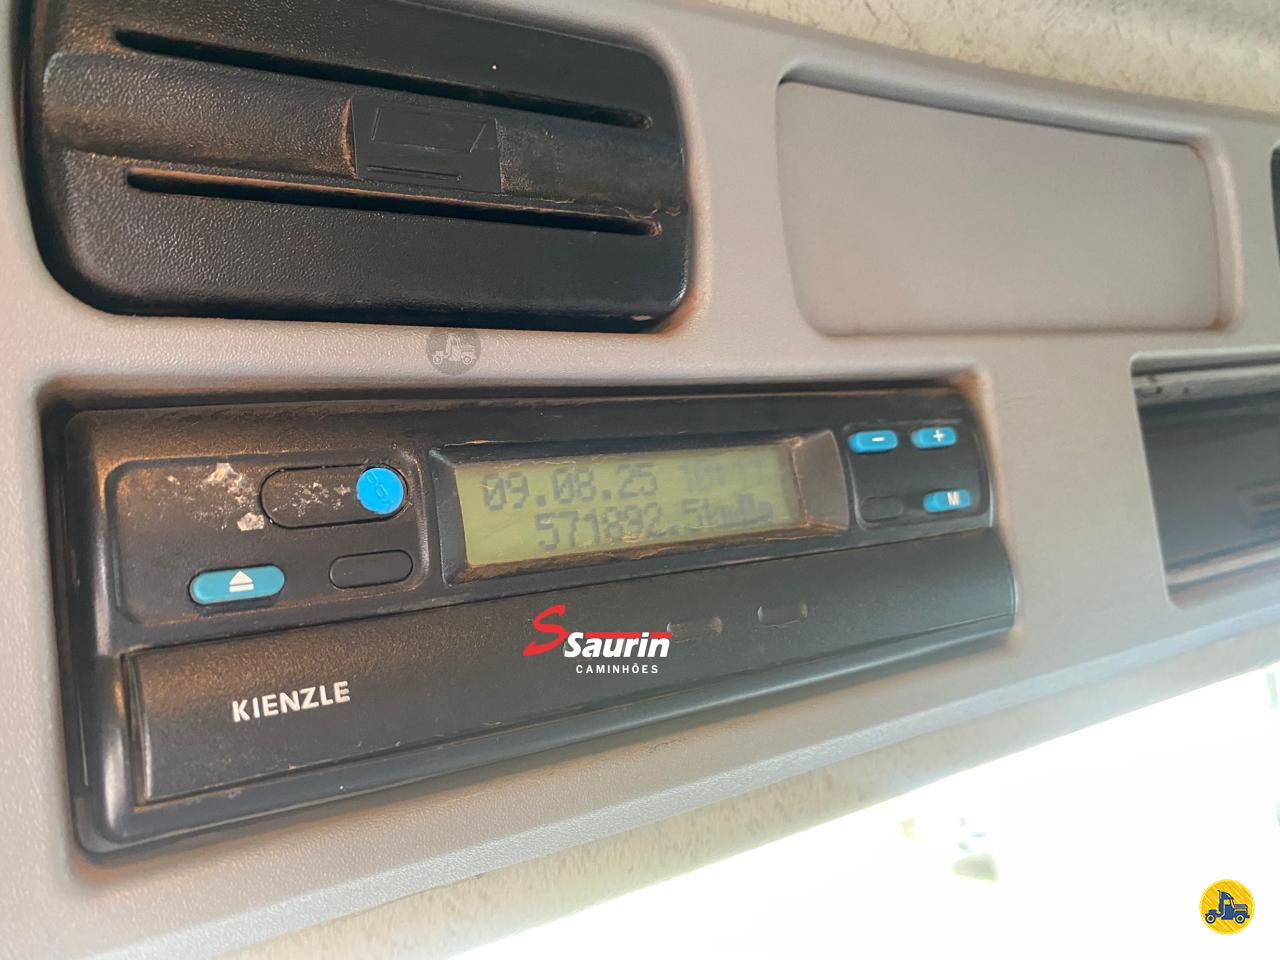 09.08.25
571892.5km
- +
M
Saurin
CAMINHÕES
KIENZLE